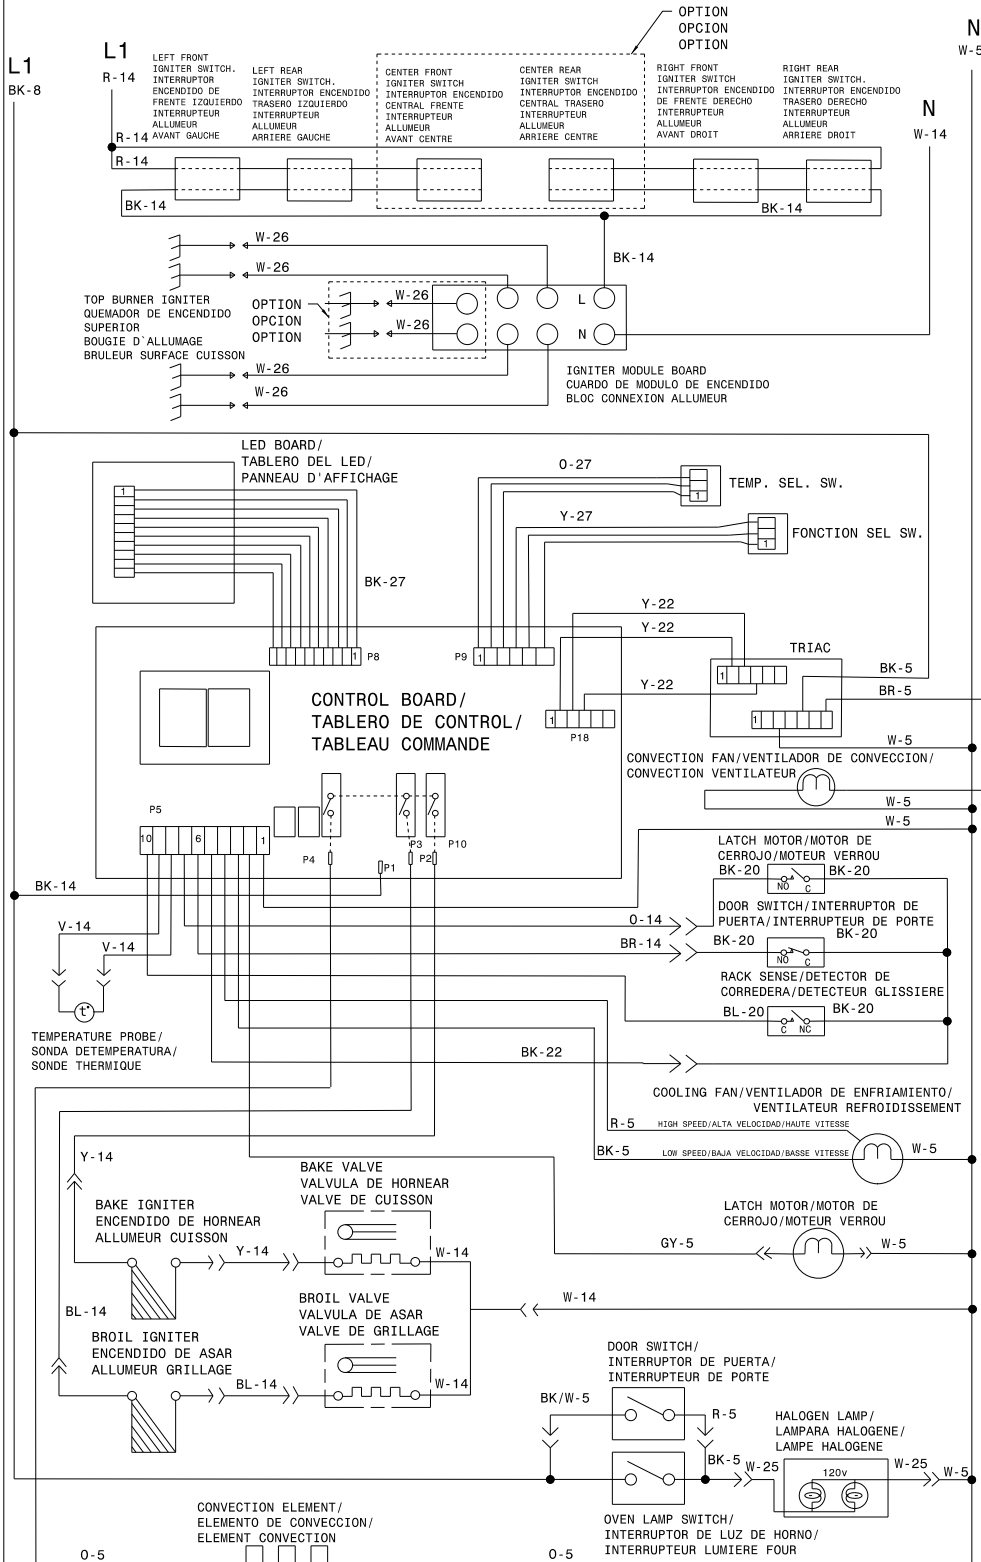 OPTION
OPCION
OPTION
N
W-5
L1
BK-8
L1
R-14
LEFT FRONT
IGNITER SWITCH.
INTERRUPTOR
ENCENDIDO DE
FRENTE IZQUIERDO
INTERRUPTEUR
ALLUMEUR
AVANT GAUCHE
LEFT REAR
IGNITER SWITCH.
INTERRUPTOR ENCENDIDO
TRASERO IZQUIERDO
INTERRUPTEUR
ALLUMEUR
ARRIERE GAUCHE
CENTER FRONT
IGNITER SWITCH
INTERRUPTOR ENCENDIDO
CENTRAL FRENTE
INTERRUPTEUR
ALLUMEUR
AVANT CENTRE
CENTER REAR
IGNITER SWITCH
INTERRUPTOR ENCENDIDO
CENTRAL TRASERO
INTERRUPTEUR
ALLUMEUR
ARRIERE CENTRE
RIGHT FRONT
IGNITER SWITCH
INTERRUPTOR ENCENDIDO
DE FRENTE DERECHO
INTERRUPTEUR
ALLUMEUR
AVANT DROIT
RIGHT REAR
IGNITER SWITCH.
INTERRUPTOR ENCENDIDO
TRASERO DERECHO
INTERRUPTEUR
ALLUMEUR
ARRIERE DROIT
N
W-14
R-14
R-14
BK-14
BK-14
W-26
BK-14
W-26
TOP BURNER IGNITER
QUEMADOR DE ENCENDIDO
SUPERIOR
BOUGIE D`ALLUMAGE
BRULEUR SURFACE CUISSON
OPTION
OPCION
OPTION
W-26
W-26
L
N
W-26
W-26
IGNITER MODULE BOARD
CUARDO DE MODULO DE ENCENDIDO
BLOC CONNEXION ALLUMEUR
LED BOARD/
TABLERO DEL LED/
PANNEAU D'AFFICHAGE
1
O-27
TEMP. SEL. SW.
1
Y-27
FONCTION SEL SW.
1
BK-27
Y-22
Y-22
TRIAC
1 P8
P9 1
1
BK-5
Y-22
BR-5
1
P18
1
W-5
CONTROL BOARD/
TABLERO DE CONTROL/
TABLEAU COMMANDE
CONVECTION FAN/VENTILADOR DE CONVECCION/
CONVECTION VENTILATEUR
W-5
W-5
P5
10 6 1
P4
P3
P2
P10
P1
LATCH MOTOR/MOTOR DE
CERROJO/MOTEUR VERROU
BK-20 BK-20
NO C
BK-14
DOOR SWITCH/INTERRUPTOR DE
PUERTA/INTERRUPTEUR DE PORTE
V-14
O-14
V-14
BR-14
BK-20 BK-20
NO C
RACK SENSE/DETECTOR DE
CORREDERA/DETECTEUR GLISSIERE
BL-20 BK-20
C NC
t°
TEMPERATURE PROBE/
SONDA DETEMPERATURA/
SONDE THERMIQUE
BK-22
COOLING FAN/VENTILADOR DE ENFRIAMIENTO/
VENTILATEUR REFROIDISSEMENT
R-5
HIGH SPEED/ALTA VELOCIDAD/HAUTE VITESSE
BK-5
LOW SPEED/BAJA VELOCIDAD/BASSE VITESSE
W-5
Y-14
BAKE VALVE
VALVULA DE HORNEAR
VALVE DE CUISSON
BAKE IGNITER
ENCENDIDO DE HORNEAR
ALLUMEUR CUISSON
LATCH MOTOR/MOTOR DE
CERROJO/MOTEUR VERROU
Y-14
W-14
GY-5
W-5
BROIL VALVE
VALVULA DE ASAR
VALVE DE GRILLAGE
W-14
BL-14
BROIL IGNITER
ENCENDIDO DE ASAR
ALLUMEUR GRILLAGE
BL-14
W-14
DOOR SWITCH/
INTERRUPTOR DE PUERTA/
INTERRUPTEUR DE PORTE
BK/W-5
R-5
HALOGEN LAMP/
LAMPARA HALOGENE/
LAMPE HALOGENE
BK-5
W-25
120v
W-25
W-5
CONVECTION ELEMENT/
ELEMENTO DE CONVECCION/
ELEMENT CONVECTION
OVEN LAMP SWITCH/
INTERRUPTOR DE LUZ DE HORNO/
INTERRUPTEUR LUMIERE FOUR
O-5
O-5